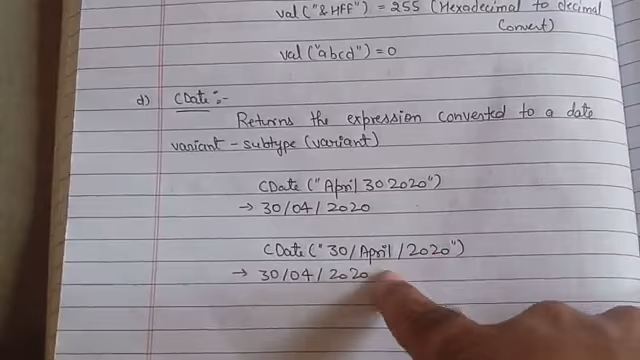 val("&HFF") = 255 (Hexadecimal to decimal
Convert)
val("abcd") = 0
d) CDate :-
Returns the expression converted to a date
variant - subtype (variant)
CDate ("April 30 2020")
→ 30/04/2020
CDate ("30/April/2020")
→ 30/04/2020